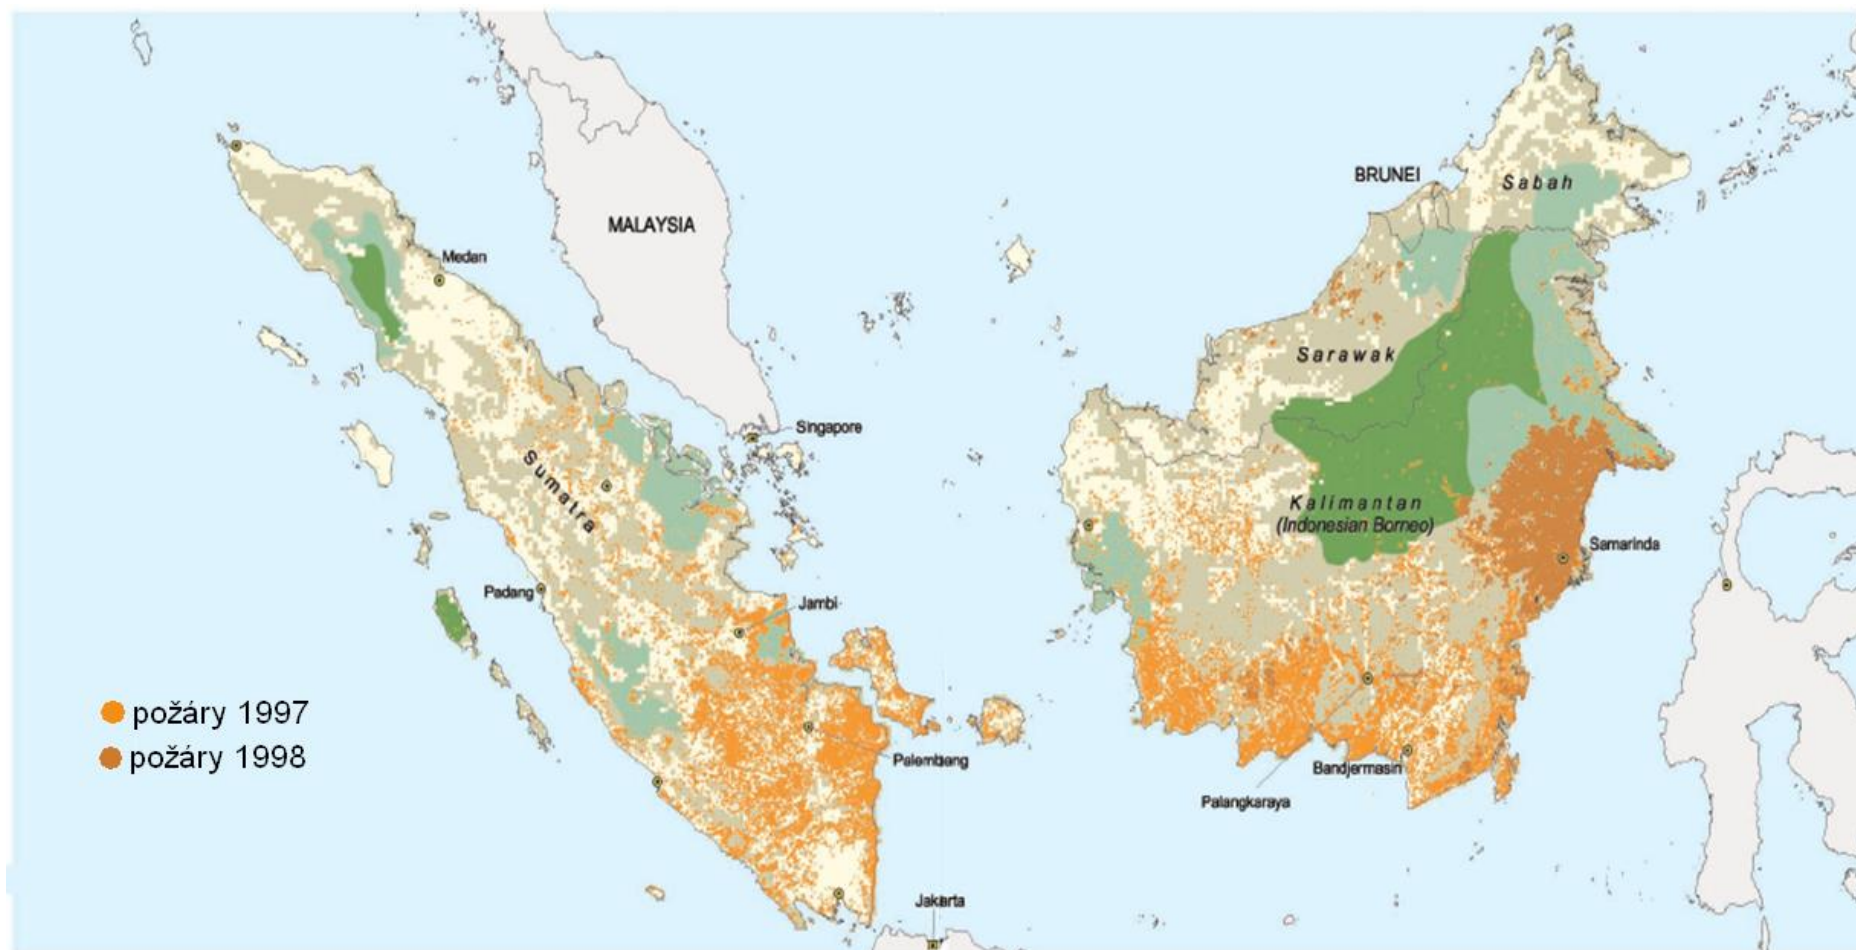 BRUNEI
Sabah
MALAYSIA
Medan
Sarawak
Singapore
Sumatra
Kalimantan
(Indonesian Borneo)
Samarinda
Padang
Jambi
požáry 1997
požáry 1998
Palembang
Bandjermasin
Palangkaraya
Jakarta